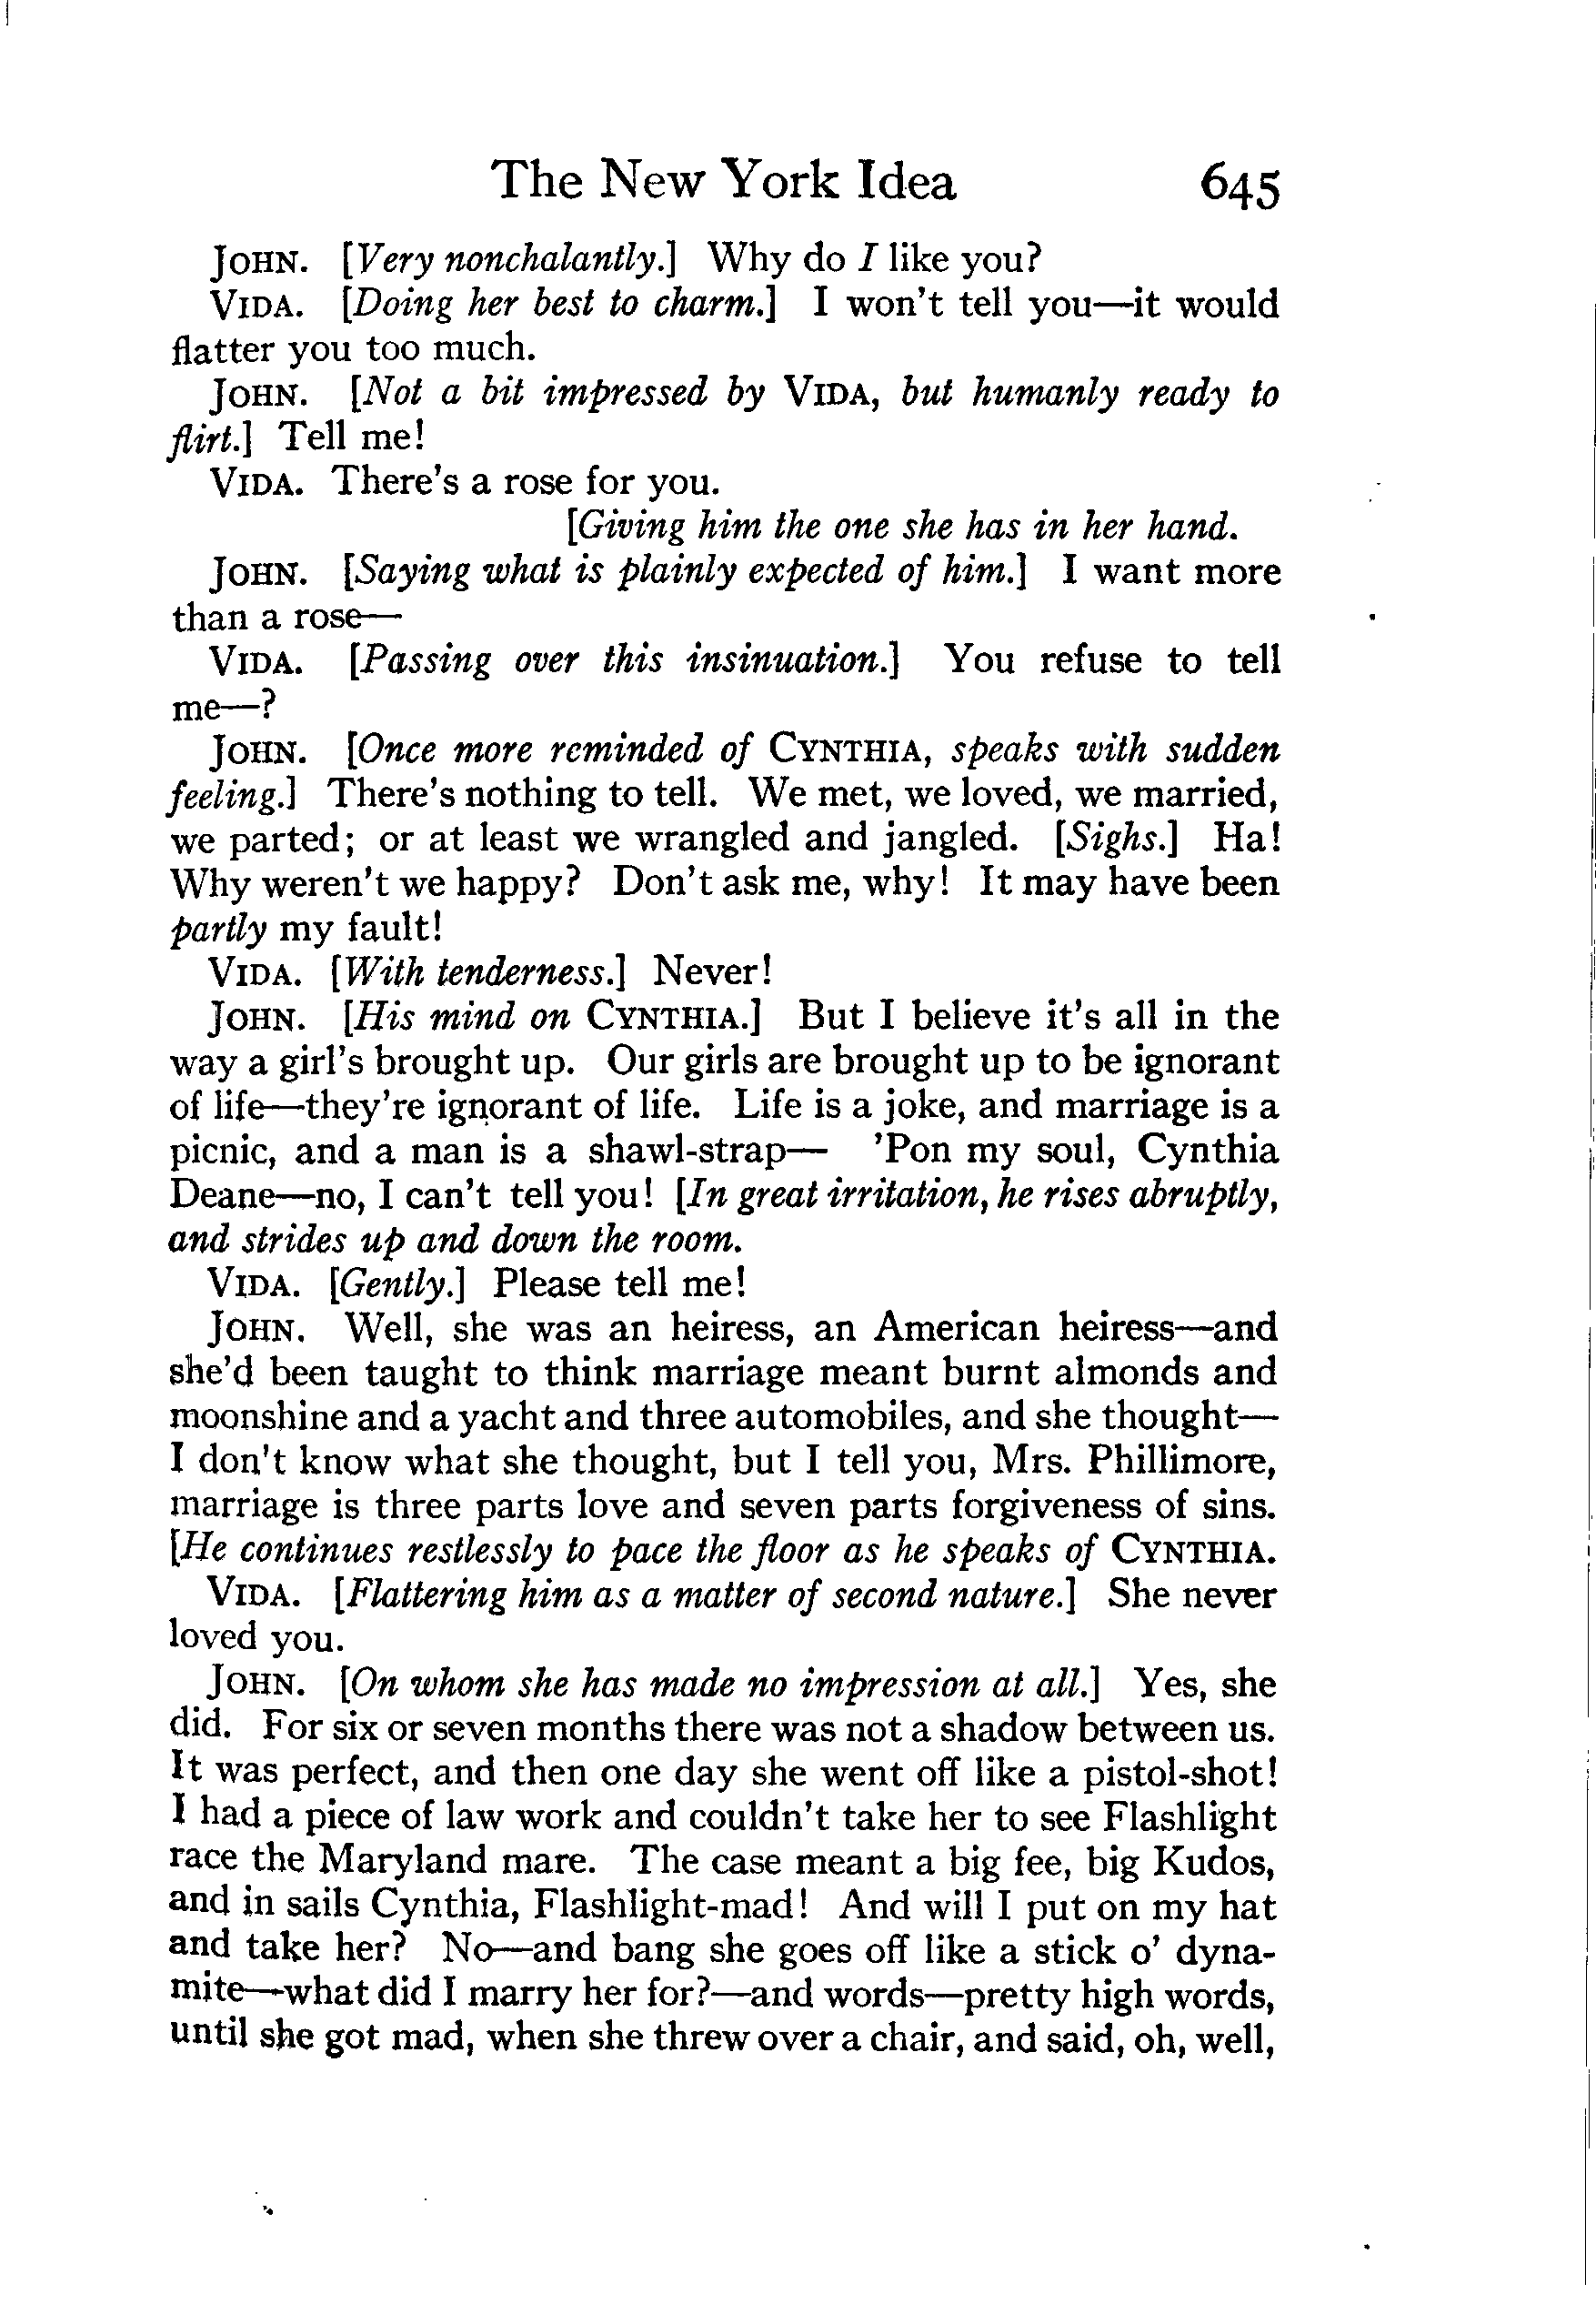 The New York Idea 645
JOHN. [Very nonchalantly.] Why do I like you?
VIDA. [Doing her best to charm.] I won't tell you—it would
flatter you too much.
JOHN. [Not a bit impressed by VIDA, but humanly ready to
flirt.] Tell me!
VIDA. There's a rose for you.
[Giving him the one she has in her hand.
JOHN. [Saying what is plainly expected of him.] I want more
than a rose—
VIDA. [Passing over this insinuation.] You refuse to tell
me—?
JOHN. [Once more reminded of CYNTHIA, speaks with sudden
feeling.] There's nothing to tell. We met, we loved, we married,
we parted; or at least we wrangled and jangled. [Sighs.] Ha!
Why weren't we happy? Don't ask me, why! It may have been
partly my fault!
VIDA. [With tenderness.] Never!
JOHN. [His mind on CYNTHIA.] But I believe it's all in the
way a girl's brought up. Our girls are brought up to be ignorant
of life—they're ignorant of life. Life is a joke, and marriage is a
picnic, and a man is a shawl-strap— 'Pon my soul, Cynthia
Deane—no, I can't tell you! [In great irritation, he rises abruptly,
and strides up and down the room.
VIDA. [Gently.] Please tell me!
JOHN. Well, she was an heiress, an American heiress—and
she'd been taught to think marriage meant burnt almonds and
moonshine and a yacht and three automobiles, and she thought—
I don't know what she thought, but I tell you, Mrs. Phillimore,
marriage is three parts love and seven parts forgiveness of sins.
[He continues restlessly to pace the floor as he speaks of CYNTHIA.
VIDA. [Flattering him as a matter of second nature.] She never
loved you.
JOHN. [On whom she has made no impression at all.] Yes, she
did. For six or seven months there was not a shadow between us.
It was perfect, and then one day she went off like a pistol-shot!
I had a piece of law work and couldn't take her to see Flashlight
race the Maryland mare. The case meant a big fee, big Kudos,
and in sails Cynthia, Flashlight-mad! And will I put on my hat
and take her? No—and bang she goes off like a stick o' dyna-
mite—what did I marry her for?—and words—pretty high words,
until she got mad, when she threw over a chair, and said, oh, well,